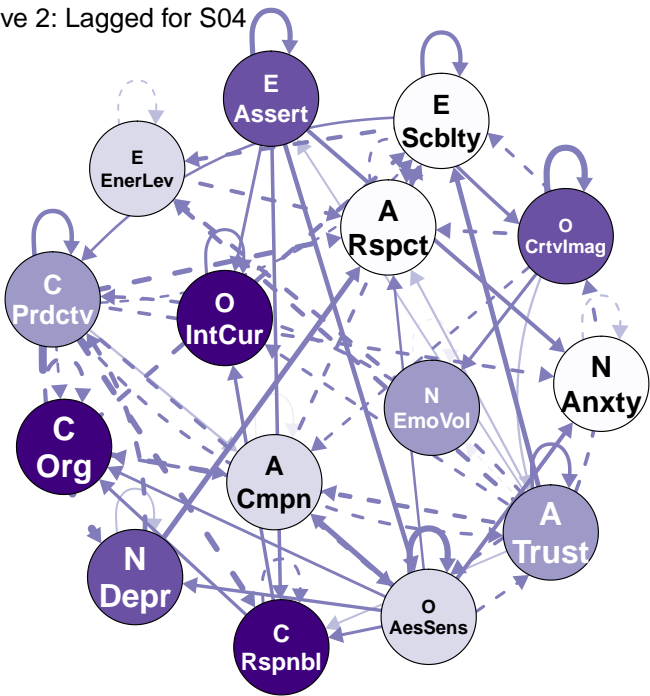 ve 2: Lagged for S04
E
Assert
E
Scblty
E
EnerLev
A
Rspct
O
CrtvImag
C
Prdctv
O
IntCur
N
Anxty
N
EmoVol
C
Org
A
Cmpn
A
Trust
N
Depr
O
AesSens
C
Rspnbl